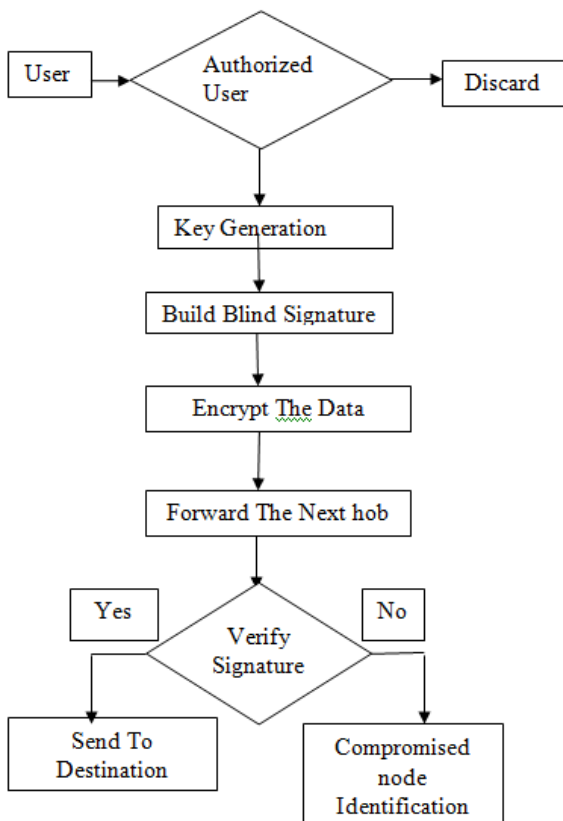 User
Authorized
User
Discard
Key Generation
Build Blind Signature
Encrypt The Data
Forward The Next hob
Yes
No
Verify
Signature
Send To
Destination
Compromised
node
Identification